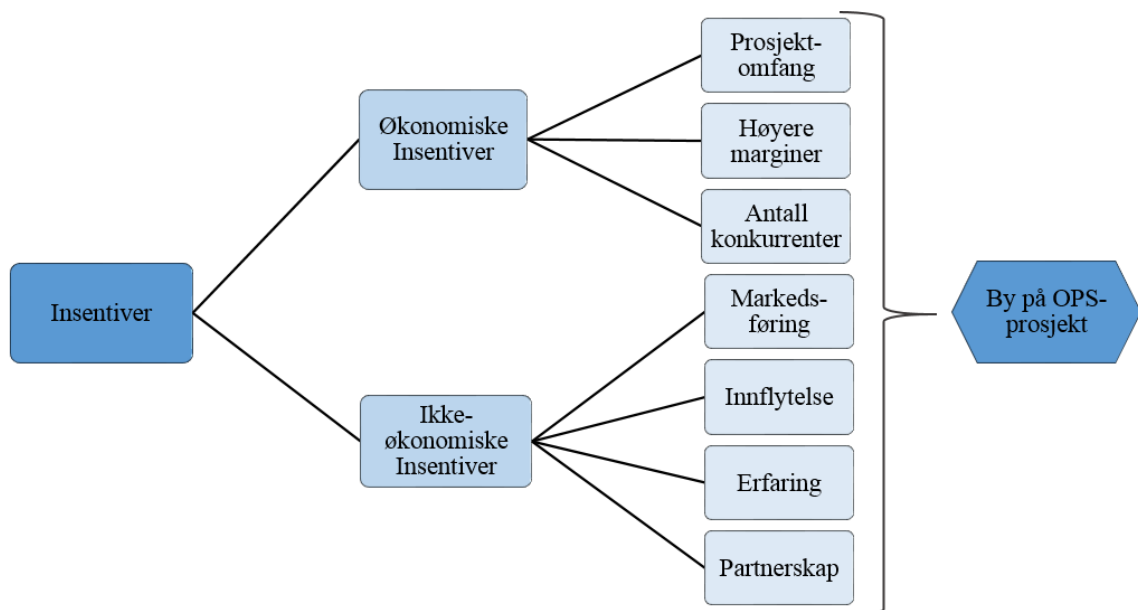 Insentiver
Økonomiske
Insentiver
Ikke-
økonomiske
Insentiver
Prosjekt-
omfang
Høyere
marginer
Antall
konkurrenter
Markeds-
føring
Innflytelse
Erfaring
Partnerskap
By på OPS-
prosjekt